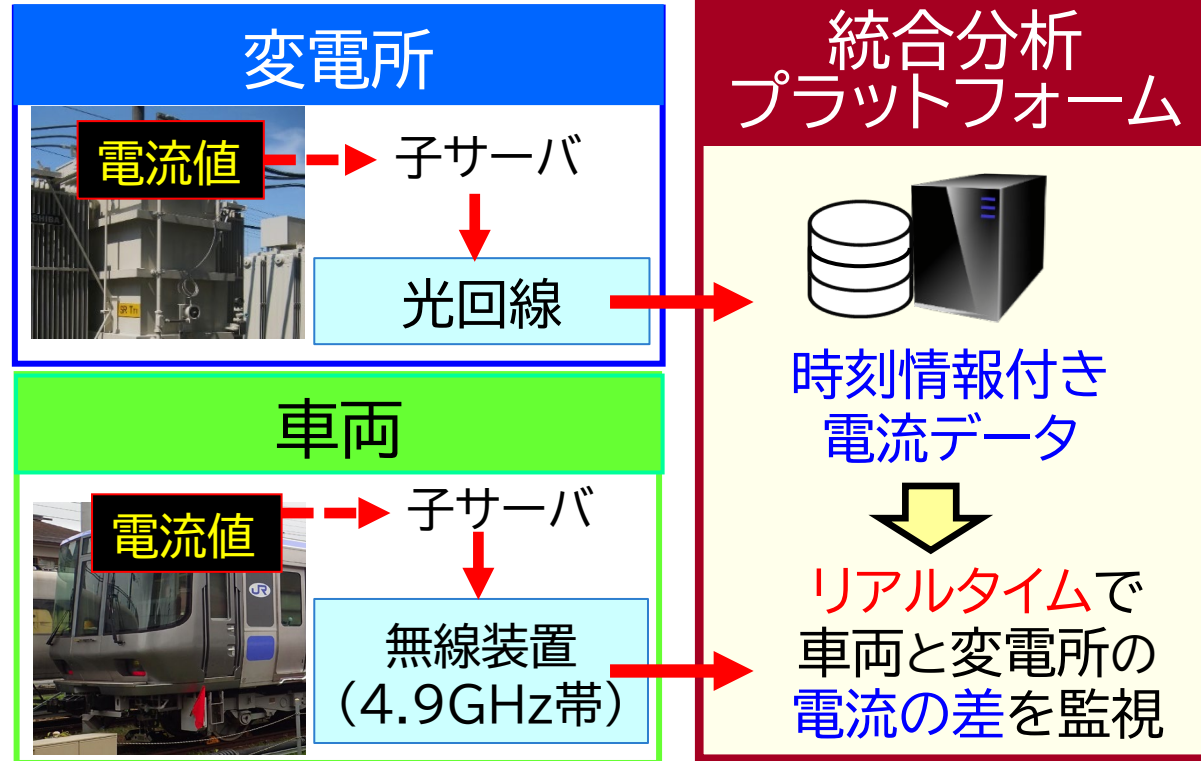 変電所
電流値
子サーバ
光回線
車両
電流値
子サーバ
JR
無線装置
(4.9GHz帯)
統合分析
プラットフォーム
時刻情報付き
電流データ
リアルタイムで
車両と変電所の
電流の差を監視